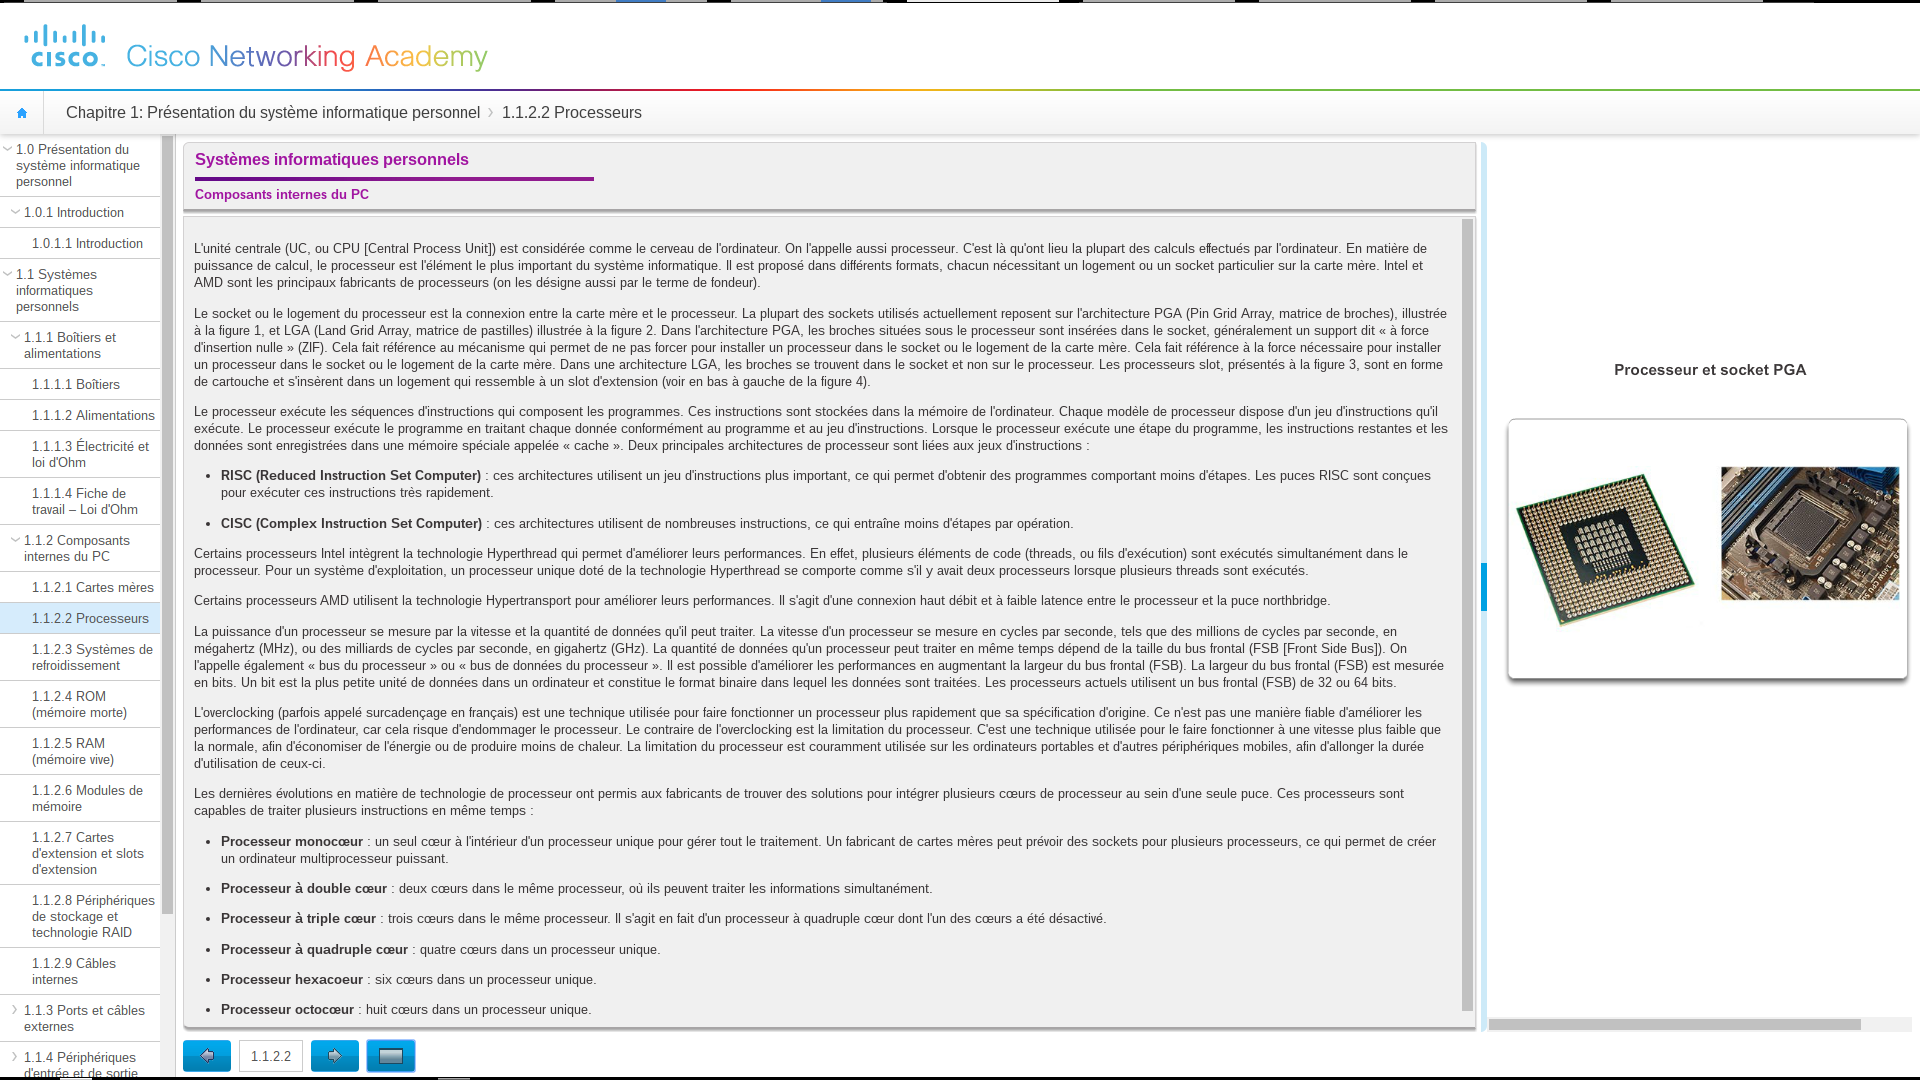 CISCO Cisco Networking Academy
Chapitre 1: Présentation du système informatique personnel 1.1.2.2 Processeurs
1.0 Présentation du
système informatique
personnel
1.0.1 Introduction
1.0.1.1 Introduction
1.1 Systèmes
informatiques
personnels
1.1.1 Boîtiers et
alimentations
1.1.1.1 Boîtiers
1.1.1.2 Alimentations
1.1.1.3 Électricité et
loi d'Ohm
1.1.1.4 Fiche de
travail – Loi d'Ohm
1.1.2 Composants
internes du PC
1.1.2.1 Cartes mères
1.1.2.2 Processeurs
1.1.2.3 Systèmes de
refroidissement
1.1.2.4 ROM
(mémoire morte)
1.1.2.5 RAM
(mémoire vive)
1.1.2.6 Modules de
mémoire
1.1.2.7 Cartes
d'extension et slots
d'extension
1.1.2.8 Périphériques
de stockage et
technologie RAID
1.1.2.9 Câbles
internes
1.1.3 Ports et câbles
externes
1.1.4 Périphériques
d'entrée et de sortie
Systèmes informatiques personnels
Composants internes du PC
L'unité centrale (UC, ou CPU [Central Process Unit]) est considérée comme le cerveau de l'ordinateur. On l'appelle aussi processeur. C'est là qu'ont lieu la plupart des calculs effectués par l'ordinateur. En matière de
puissance de calcul, le processeur est l'élément le plus important du système informatique. Il est proposé dans différents formats, chacun nécessitant un logement ou un socket particulier sur la carte mère. Intel et
AMD sont les principaux fabricants de processeurs (on les désigne aussi par le terme de fondeur).
Le socket ou le logement du processeur est la connexion entre la carte mère et le processeur. La plupart des sockets utilisés actuellement reposent sur l'architecture PGA (Pin Grid Array, matrice de broches), illustrée
à la figure 1, et LGA (Land Grid Array, matrice de pastilles) illustrée à la figure 2. Dans l'architecture PGA, les broches situées sous le processeur sont insérées dans le socket, généralement un support dit « à force
d'insertion nulle » (ZIF). Cela fait référence au mécanisme qui permet de ne pas forcer pour installer un processeur dans le socket ou le logement de la carte mère. Cela fait référence à la force nécessaire pour installer
un processeur dans le socket ou le logement de la carte mère. Dans une architecture LGA, les broches se trouvent dans le socket et non sur le processeur. Les processeurs slot, présentés à la figure 3, sont en forme
de cartouche et s'insèrent dans un logement qui ressemble à un slot d'extension (voir en bas à gauche de la figure 4).
Le processeur exécute les séquences d'instructions qui composent les programmes. Ces instructions sont stockées dans la mémoire de l'ordinateur. Chaque modèle de processeur dispose d'un jeu d'instructions qu'il
exécute. Le processeur exécute le programme en traitant chaque donnée conformément au programme et au jeu d'instructions. Lorsque le processeur exécute une étape du programme, les instructions restantes et les
données sont enregistrées dans une mémoire spéciale appelée « cache ». Deux principales architectures de processeur sont liées aux jeux d'instructions :
• RISC (Reduced Instruction Set Computer) : ces architectures utilisent un jeu d'instructions plus important, ce qui permet d'obtenir des programmes comportant moins d'étapes. Les puces RISC sont conçues
pour exécuter ces instructions très rapidement.
• CISC (Complex Instruction Set Computer) : ces architectures utilisent de nombreuses instructions, ce qui entraîne moins d'étapes par opération.
Certains processeurs Intel intègrent la technologie Hyperthread qui permet d'améliorer leurs performances. En effet, plusieurs éléments de code (threads, ou fils d'exécution) sont exécutés simultanément dans le
processeur. Pour un système d'exploitation, un processeur unique doté de la technologie Hyperthread se comporte comme s'il y avait deux processeurs lorsque plusieurs threads sont exécutés.
Certains processeurs AMD utilisent la technologie Hypertransport pour améliorer leurs performances. Il s'agit d'une connexion haut débit et à faible latence entre le processeur et la puce northbridge.
La puissance d'un processeur se mesure par la vitesse et la quantité de données qu'il peut traiter. La vitesse d'un processeur se mesure en cycles par seconde, tels que des millions de cycles par seconde, en
mégahertz (MHz), ou des milliards de cycles par seconde, en gigahertz (GHz). La quantité de données qu'un processeur peut traiter en même temps dépend de la taille du bus frontal (FSB [Front Side Bus]). On
l'appelle également « bus du processeur » ou « bus de données du processeur ». Il est possible d'améliorer les performances en augmentant la largeur du bus frontal (FSB). La largeur du bus frontal (FSB) est mesurée
en bits. Un bit est la plus petite unité de données dans un ordinateur et constitue le format binaire dans lequel les données sont traitées. Les processeurs actuels utilisent un bus frontal (FSB) de 32 ou 64 bits.
L'overclocking (parfois appelé surcadençage en français) est une technique utilisée pour faire fonctionner un processeur plus rapidement que sa spécification d'origine. Ce n'est pas une manière fiable d'améliorer les
performances de l'ordinateur, car cela risque d'endommager le processeur. Le contraire de l'overclocking est la limitation du processeur. C'est une technique utilisée pour le faire fonctionner à une vitesse plus faible que
la normale, afin d'économiser de l'énergie ou de produire moins de chaleur. La limitation du processeur est couramment utilisée sur les ordinateurs portables et d'autres périphériques mobiles, afin d'allonger la durée
d'utilisation de ceux-ci.
Les dernières évolutions en matière de technologie de processeur ont permis aux fabricants de trouver des solutions pour intégrer plusieurs cœurs de processeur au sein d'une seule puce. Ces processeurs sont
capables de traiter plusieurs instructions en même temps :
• Processeur monocœur : un seul cœur à l'intérieur d'un processeur unique pour gérer tout le traitement. Un fabricant de cartes mères peut prévoir des sockets pour plusieurs processeurs, ce qui permet de créer
un ordinateur multiprocesseur puissant.
• Processeur à double cœur : deux cœurs dans le même processeur, où ils peuvent traiter les informations simultanément.
• Processeur à triple cœur : trois cœurs dans le même processeur. Il s'agit en fait d'un processeur à quadruple cœur dont l'un des cœurs a été désactivé.
• Processeur à quadruple cœur : quatre cœurs dans un processeur unique.
• Processeur hexacoeur : six cœurs dans un processeur unique.
• Processeur octocœur : huit cœurs dans un processeur unique.
Processeur et socket PGA
1.1.2.2